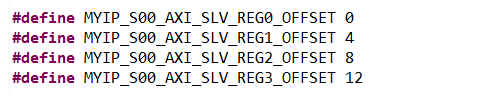 #define MYIP_S00_AXI_SLV_REG0_OFFSET 0
#define MYIP_S00_AXI_SLV_REG1_OFFSET 4
#define MYIP_S00_AXI_SLV_REG2_OFFSET 8
#define MYIP_S00_AXI_SLV_REG3_OFFSET 12